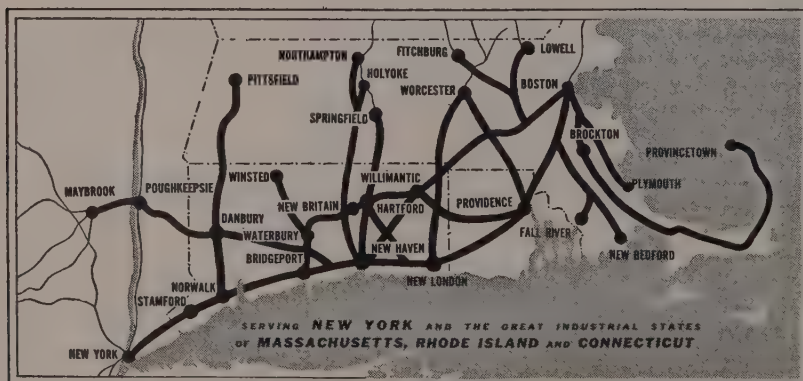 NORTHAMPTON
FITCHBURG
LOWELL
HOLYOKE
PITTSFIELD
WORCESTER
BOSTON
SPRINGFIELD
BROCKTON
PROVINCETOWN
WINSTED
WILLIMANTIC
MAYBROOK
POUGHKEEPSIE
PLYMOUTH
NEW BRITAIN
HARTFORD
PROVIDENCE
DANBURY
WATERBURY
FALL RIVER
NEW HAVEN
NEW BEDFORD
BRIDGEPORT
NEW LONDON
NORWALK
STAMFORD
NEW YORK
SERVING NEW YORK AND THE GREAT INDUSTRIAL STATES
OF MASSACHUSETTS, RHODE ISLAND AND CONNECTICUT